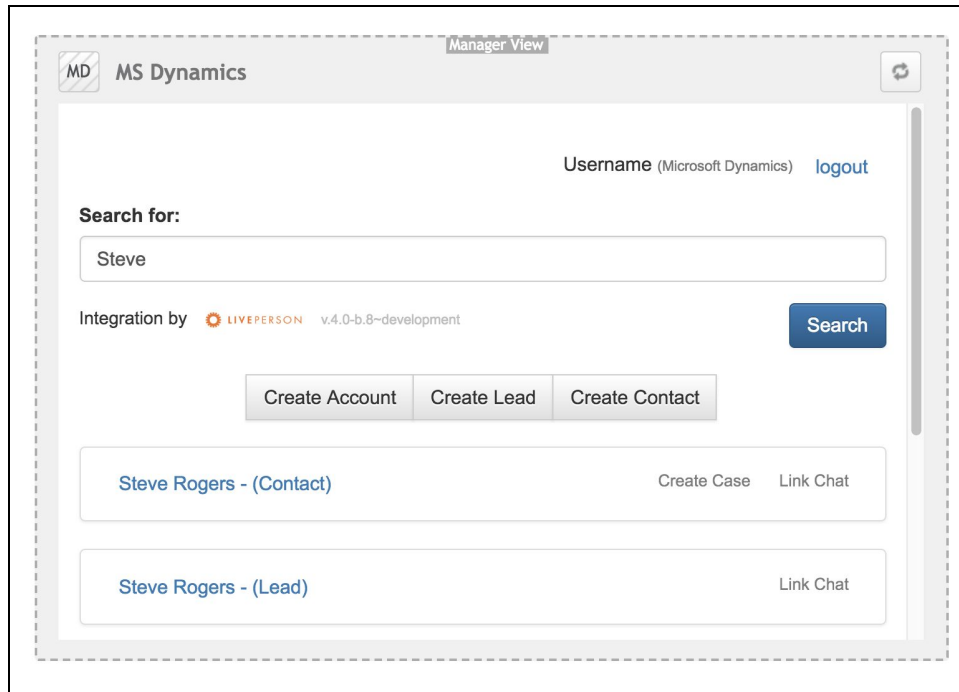 Manager View
MD MS Dynamics
Username (Microsoft Dynamics) logout
Search for:
Steve
Integration by LIVEPERSON v.4.0-b.8~development
Search
Create Account Create Lead Create Contact
Steve Rogers - (Contact) Create Case Link Chat
Steve Rogers - (Lead) Link Chat